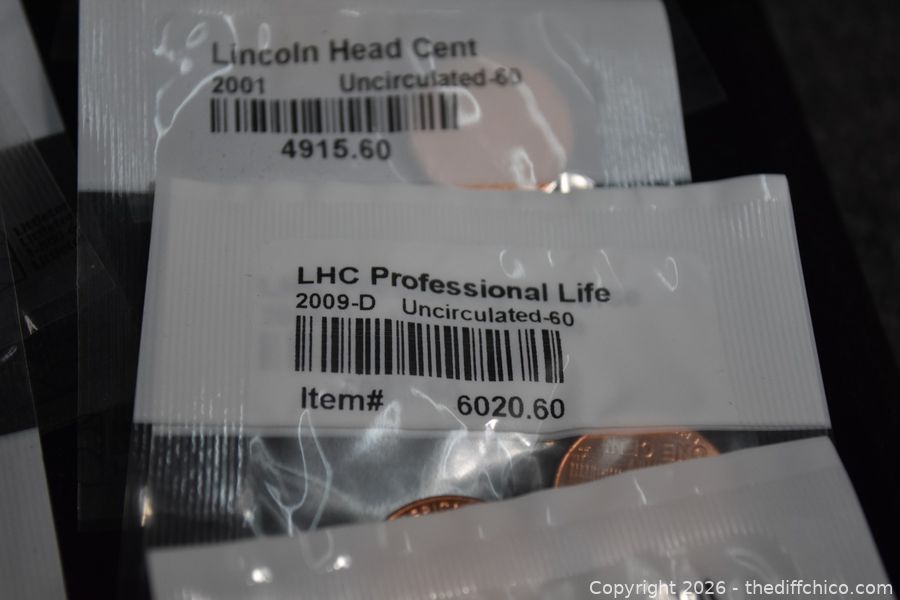 Lincoln Head Cent
2001 Uncirculated-60
4915.60
LHC Professional Life
2009-D Uncirculated-60
Item# 6020.60
Copyright 2026 - thediffchico.com